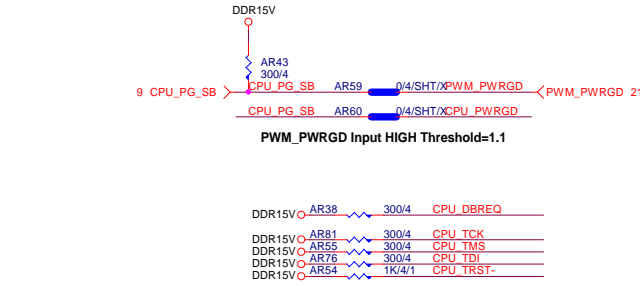 DDR15V
AR43
300/4
9 CPU_PG_SB CPU_PG_SB AR59 0/4/SHT/X PWM_PWRGD PWM_PWRGD 21
CPU_PG_SB AR60 0/4/SHT/X CPU_PWRGD
PWM_PWRGD Input HIGH Threshold=1.1
DDR15V AR38 300/4 CPU_DBREQ
DDR15V AR81 300/4 CPU_TCK
DDR15V AR55 300/4 CPU_TMS
DDR15V AR76 300/4 CPU_TDI
DDR15V AR54 1K/4/1 CPU_TRST-